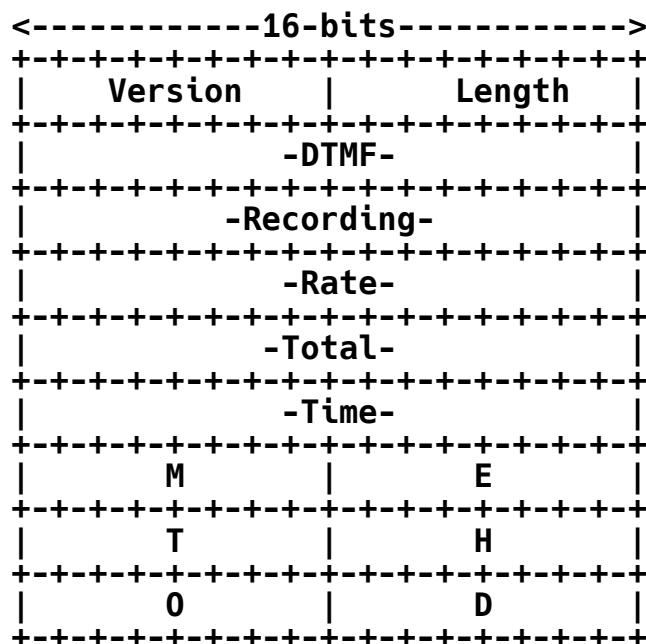 <------------16-bits------------>
+-+-+-+-+-+-+-+-+-+-+-+-+-+-+-+-+
|    Version    |      Length   |
+-+-+-+-+-+-+-+-+-+-+-+-+-+-+-+-+
|             -DTMF-            |
+-+-+-+-+-+-+-+-+-+-+-+-+-+-+-+-+
|          -Recording-          |
+-+-+-+-+-+-+-+-+-+-+-+-+-+-+-+-+
|             -Rate-            |
+-+-+-+-+-+-+-+-+-+-+-+-+-+-+-+-+
|            -Total-            |
+-+-+-+-+-+-+-+-+-+-+-+-+-+-+-+-+
|             -Time-            |
+-+-+-+-+-+-+-+-+-+-+-+-+-+-+-+-+
|       M       |       E       |
+-+-+-+-+-+-+-+-+-+-+-+-+-+-+-+-+
|       T       |       H       |
+-+-+-+-+-+-+-+-+-+-+-+-+-+-+-+-+
|       O       |       D       |
+-+-+-+-+-+-+-+-+-+-+-+-+-+-+-+-+